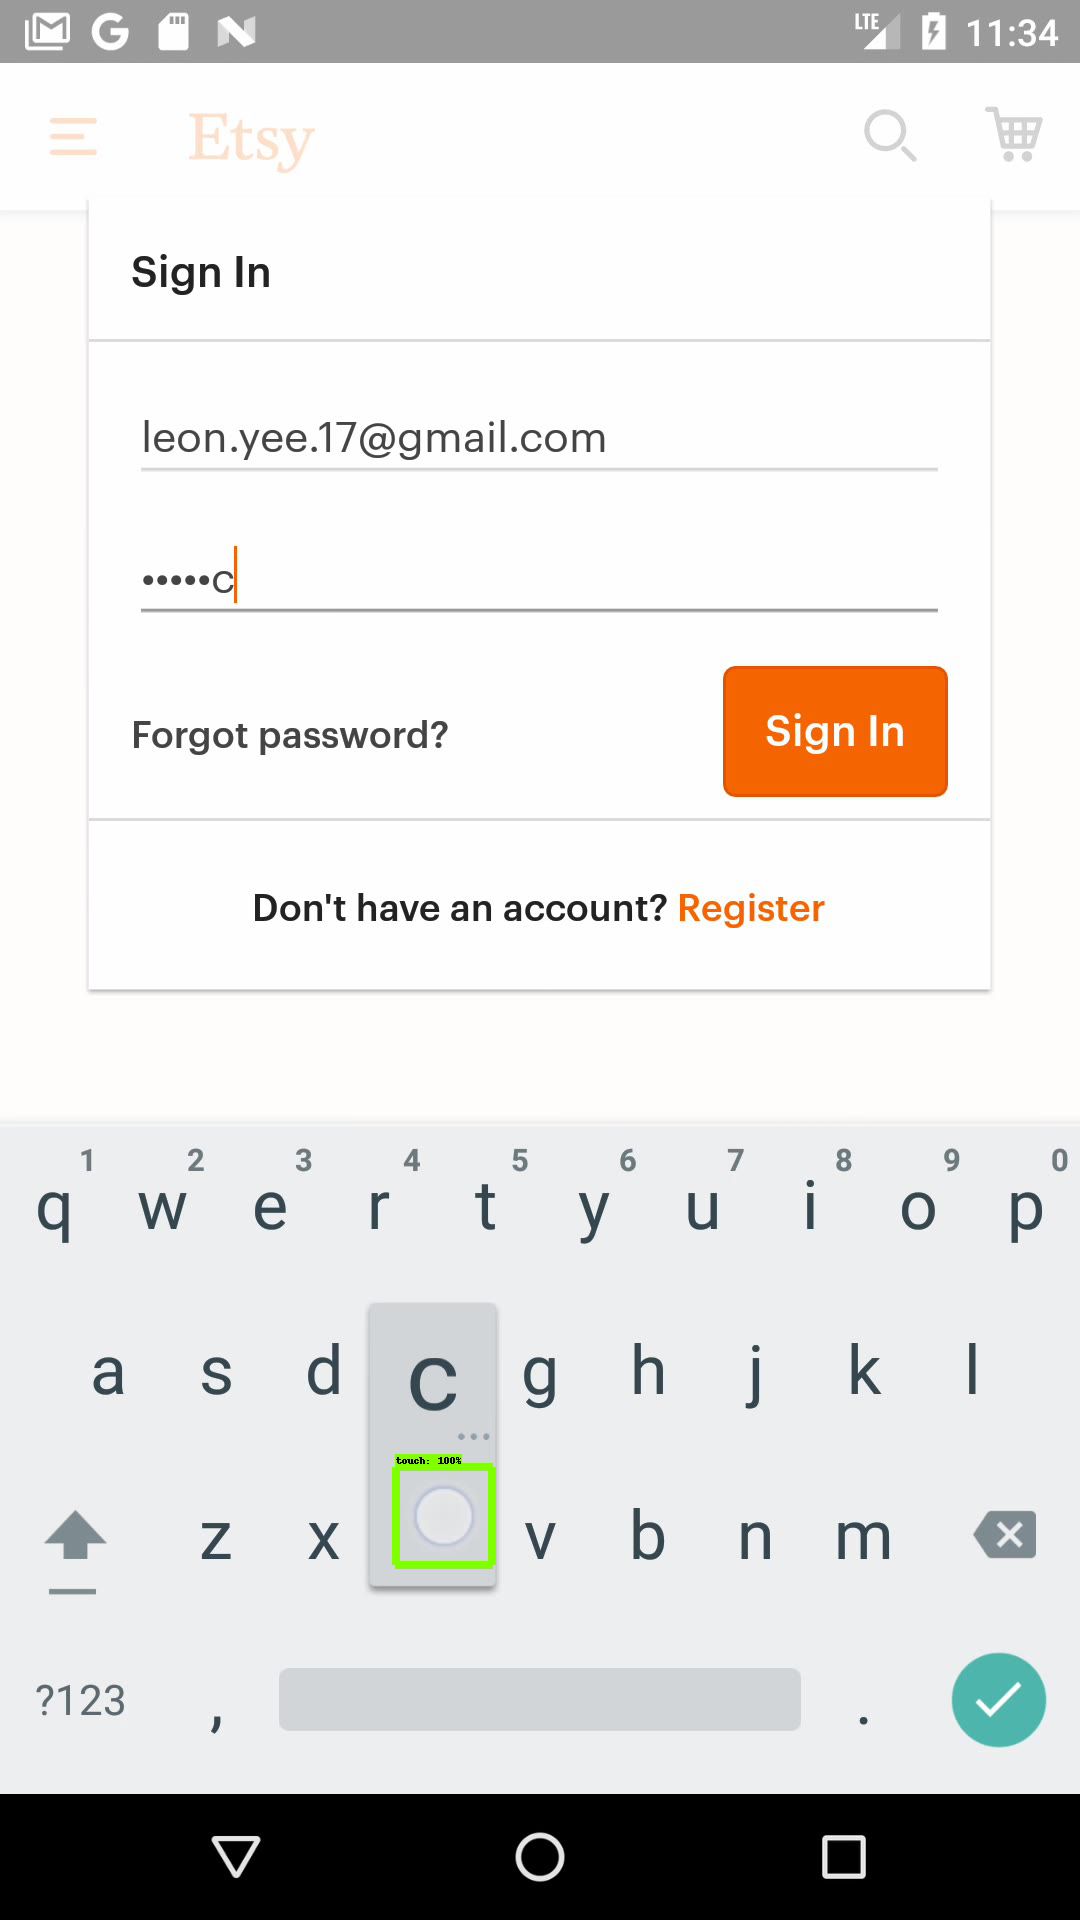 LTE 11:34
Etsy
Sign In
leon.yee.17@gmail.com
•••••c
Forgot password?
Sign In
Don't have an account? Register
1 2 3 4 5 6 7 8 9 0
q w e r t y u i o p
a s d c g h j k l
...
touch: 100%
z x v b n m
?123 , .